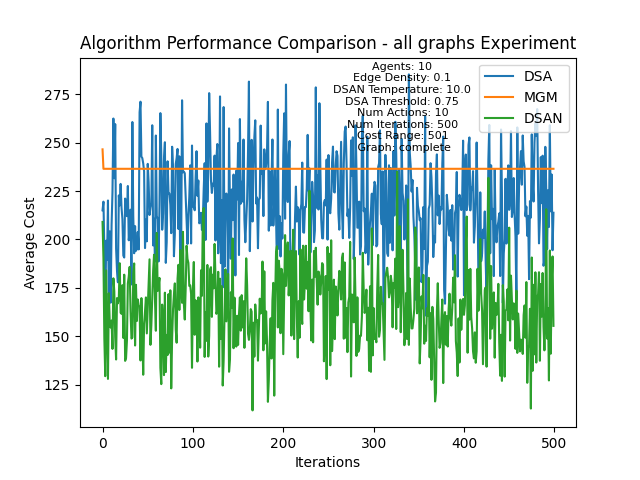 Algorithm Performance Comparison - all graphs Experiment
Agents: 10
Edge Density: 0.1
DSAN Temperature: 10.0
DSA Threshold: 0.75
Num Actions: 10
Num Iterations: 500
Cost Range: 501
Graph: complete
DSA
MGM
DSAN
Average Cost
275
250
225
200
175
150
125
0
100
200
300
400
500
Iterations